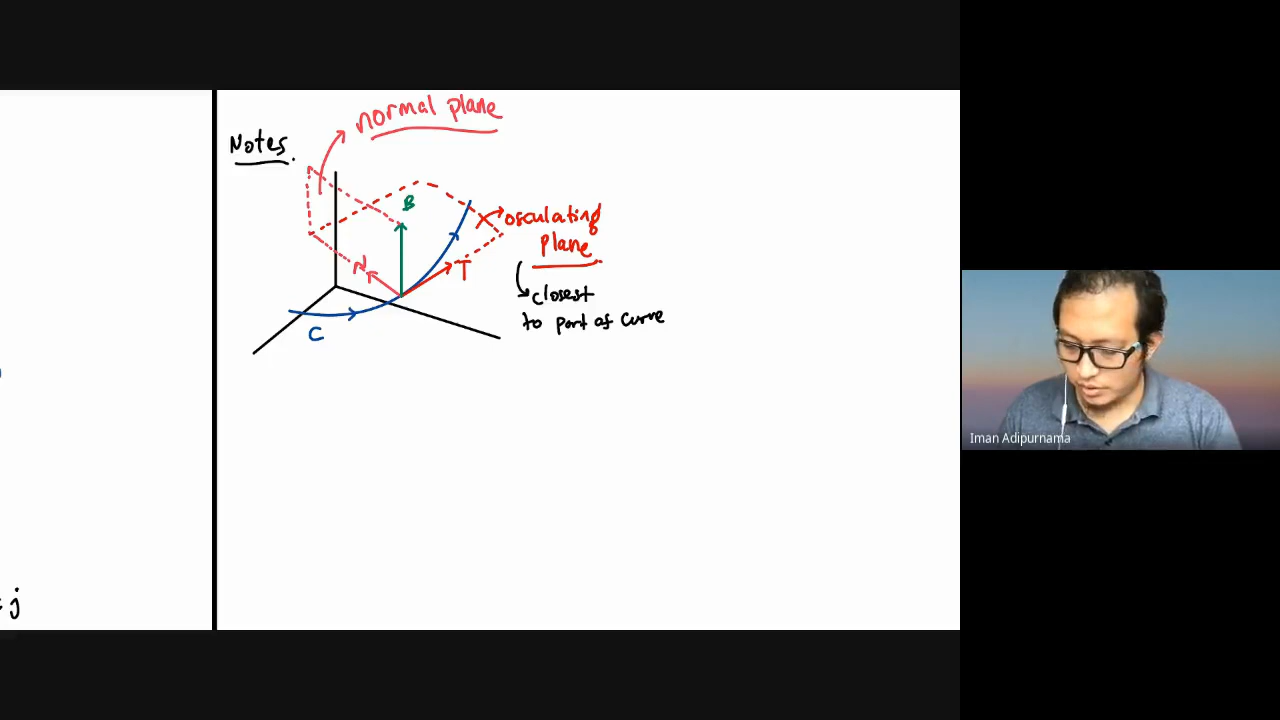 normal plane
Notes.
B
osculating
plane
N
T
closest
to part of curve
C
Iman Adipurnama
j